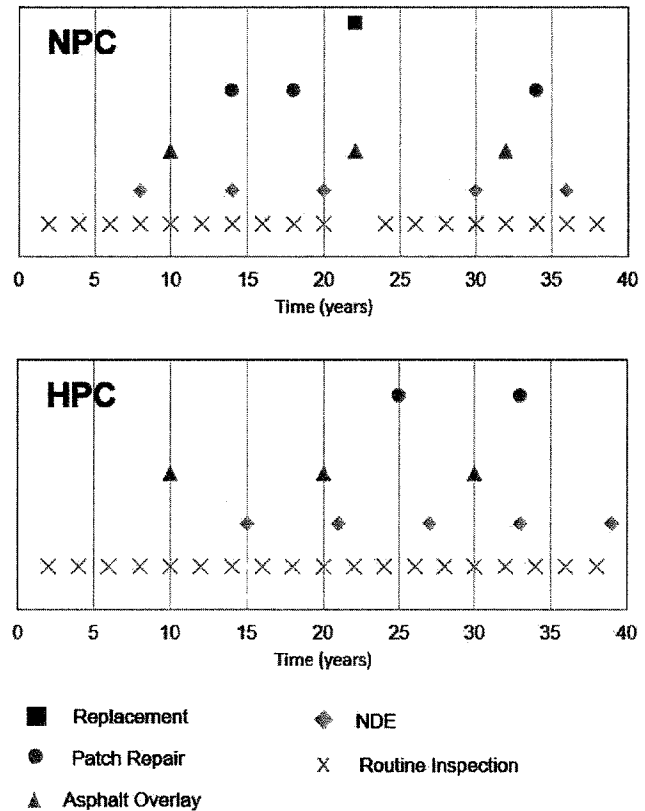 NPC
0 5 10 15 20 25 30 35 40
Time (years)
HPC
0 5 10 15 20 25 30 35 40
Time (years)
Replacement
NDE
Patch Repair
Routine Inspection
Asphalt Overlay